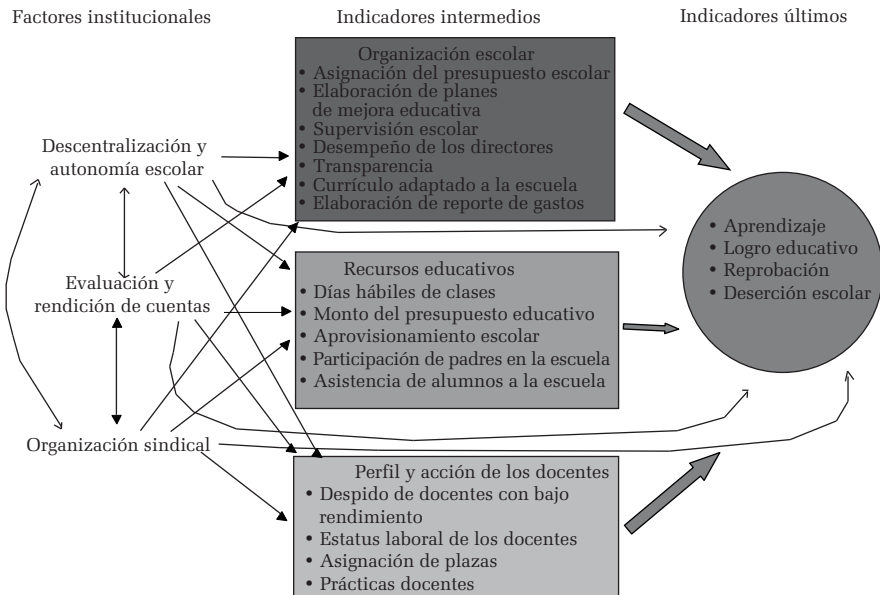 Factores institucionales
Indicadores intermedios
Indicadores últimos
Descentralización y
autonomía escolar
Evaluación y
rendición de cuentas
Organización sindical
Organización escolar
• Asignación del presupuesto escolar
• Elaboración de planes
de mejora educativa
• Supervisión escolar
• Desempeño de los directores
• Transparencia
• Currículo adaptado a la escuela
• Elaboración de reporte de gastos
Recursos educativos
• Días hábiles de clases
• Monto del presupuesto educativo
• Aprovisionamiento escolar
• Participación de padres en la escuela
• Asistencia de alumnos a la escuela
Perfil y acción de los docentes
• Despido de docentes con bajo
rendimiento
• Estatus laboral de los docentes
• Asignación de plazas
• Prácticas docentes
• Aprendizaje
• Logro educativo
• Reprobación
• Deserción escolar